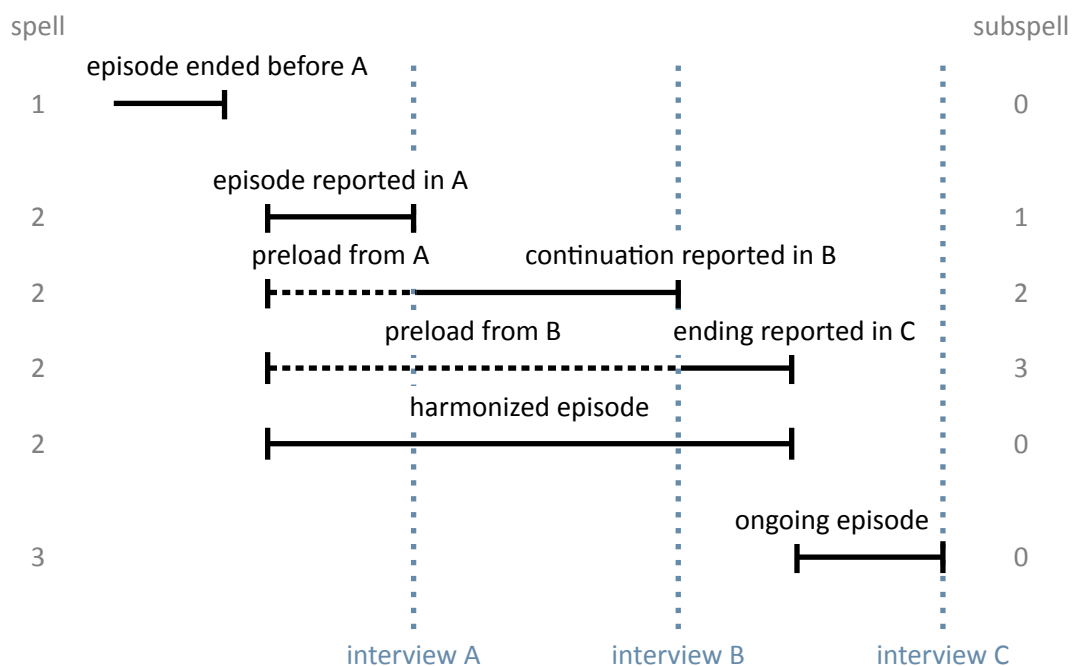 spell subspell
episode ended before A
1 0
episode reported in A
2 1
preload from A continuation reported in B
2 2
preload from B ending reported in C
2 3
harmonized episode
2 0
ongoing episode
3 0
interview A interview B interview C